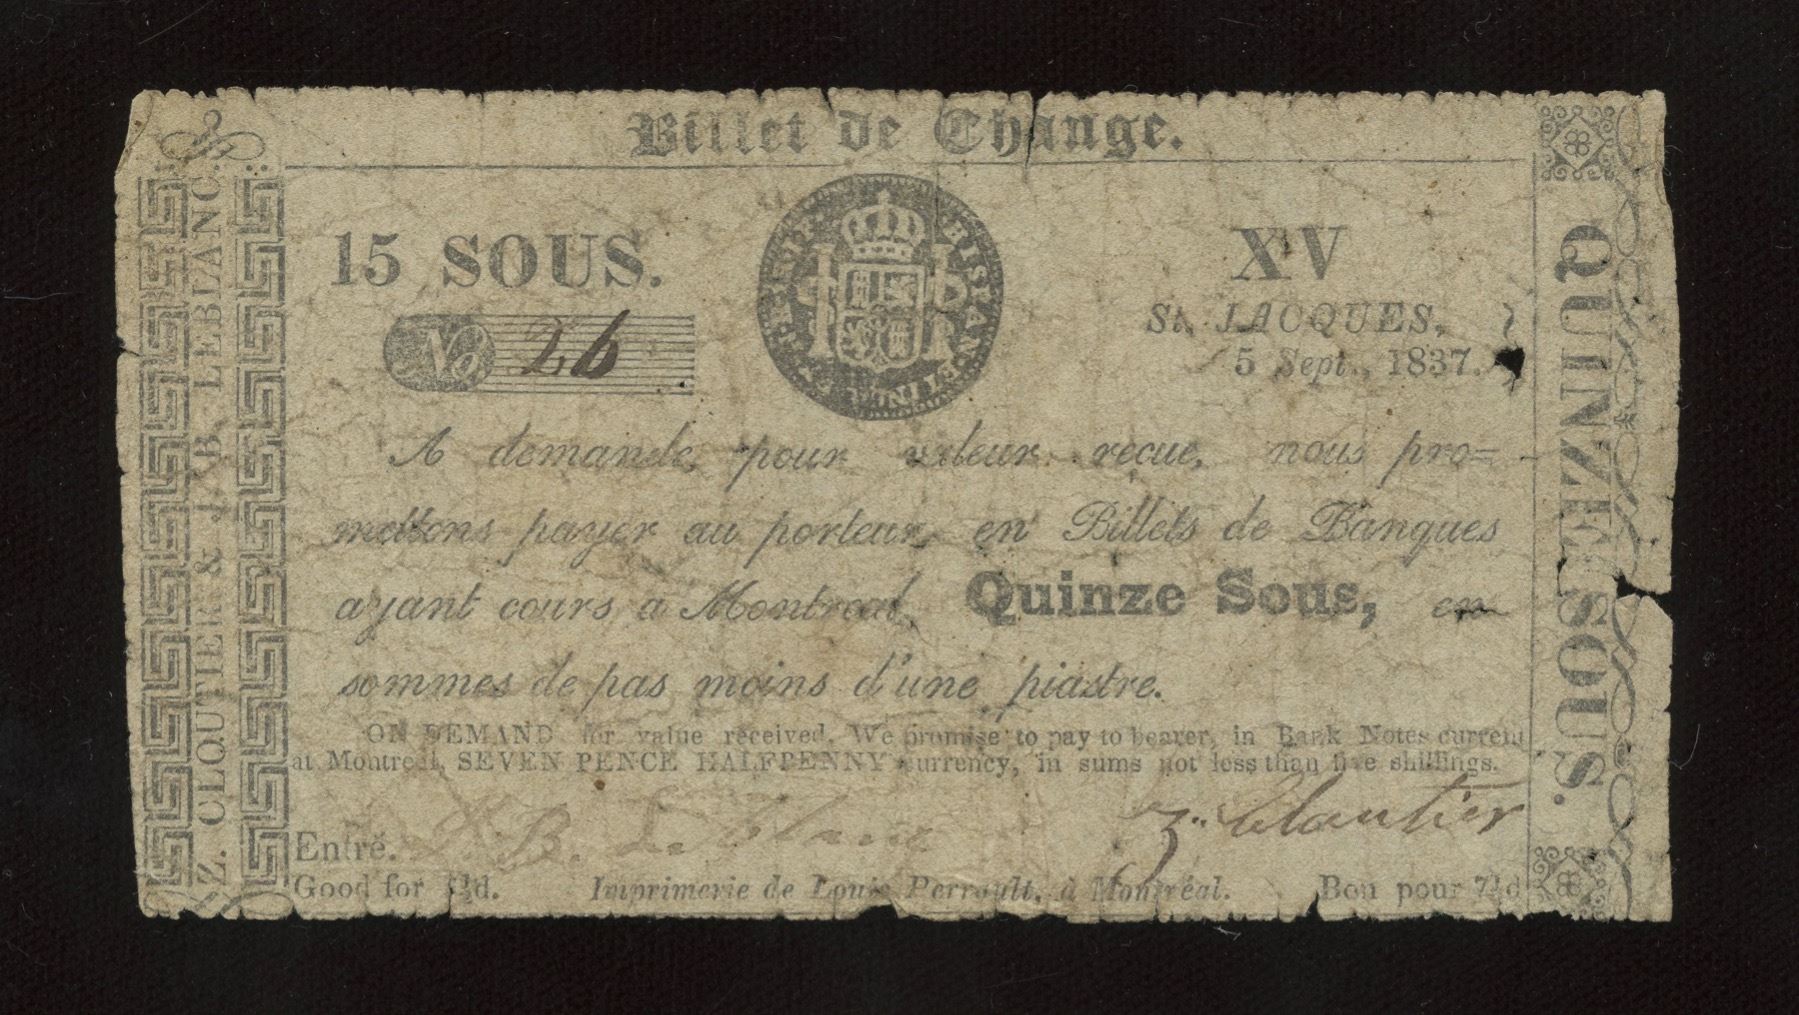 Billet de Change.
15 SOUS.
XV
No. 26
St. JACQUES,
5 Sept., 1837.
A demande, pour valeur reçue, nous pro=
mettons payer au porteur, en Billets de Banques
ayant cours a Montreal, Quinze Sous, en
sommes de pas moins d'une piastre.
ON DEMAND for value received, We promise to pay to bearer, in Bank Notes current
at Montreal, SEVEN PENCE HALFPENNY currency, in sums not less than five shillings.
Entré. J. B. LeBlanc
Z. Cloutier
Good for 7½d.
Imprimerie de Louis Perrault, à Montréal.
Bon pour 7½d
Z. CLOUTIER & J. B. LEBLANC.
QUINZE SOUS.